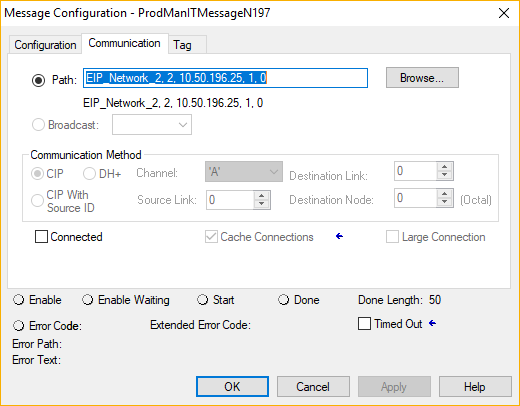 Message Configuration - ProdManITMessageN197
Configuration Communication Tag
Path: EIP_Network_2, 2, 10.50.196.25, 1, 0 Browse...
EIP_Network_2, 2, 10.50.196.25, 1, 0
Broadcast:
Communication Method
CIP DH+ Channel: 'A' Destination Link: 0
CIP With Source ID Source Link: 0 Destination Node: 0 (Octal)
Connected Cache Connections Large Connection
Enable Enable Waiting Start Done Done Length: 50
Error Code: Extended Error Code: Timed Out
Error Path:
Error Text:
OK Cancel Apply Help